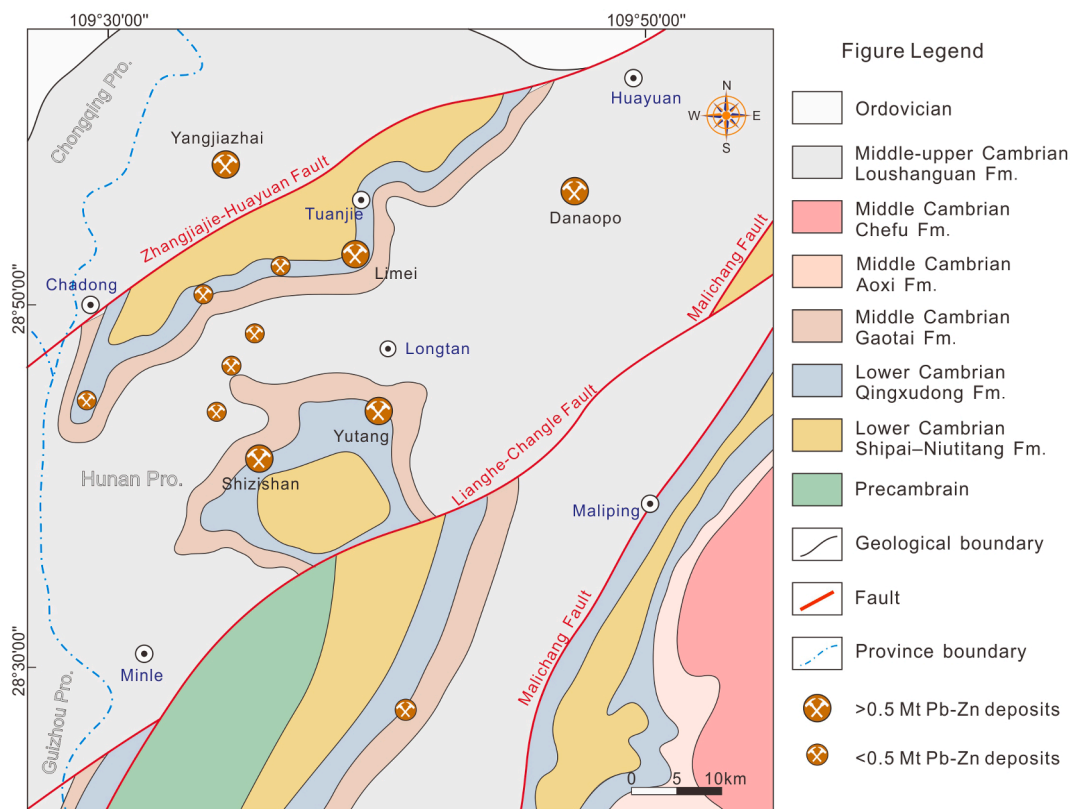 109°30'00"
109°50'00"
Figure Legend
Chongqing Pro.
Huayuan
N
W
E
S
Ordovician
Yangjiazhai
Middle-upper Cambrian
Loushanguan Fm.
Zhangjiajie-Huayuan Fault
Tuanjie
Danaopo
Middle Cambrian
Chefu Fm.
Limei
Malichang Fault
Middle Cambrian
Aoxi Fm.
28°50'00"
Chadong
Middle Cambrian
Gaotai Fm.
Longtan
Lower Cambrian
Qingxudong Fm.
Yutang
Lianghe-Changle Fault
Lower Cambrian
Shipai–Niutitang Fm.
Hunan Pro.
Shizishan
Precambrain
Maliping
Geological boundary
Fault
Malichang Fault
28°30'00"
Minle
Province boundary
Guizhou Pro.
>0.5 Mt Pb-Zn deposits
<0.5 Mt Pb-Zn deposits
0 5 10km